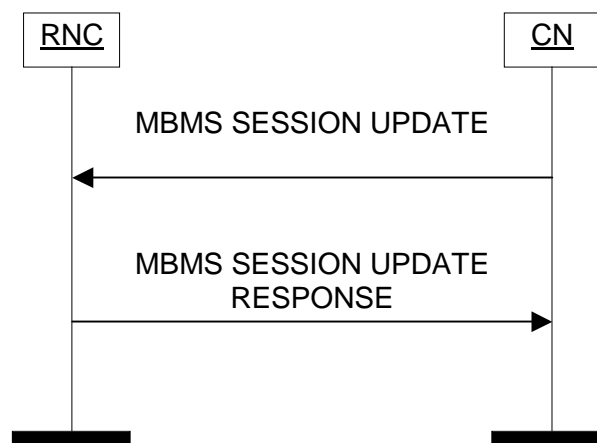 RNC
CN
MBMS SESSION UPDATE
MBMS SESSION UPDATE
RESPONSE